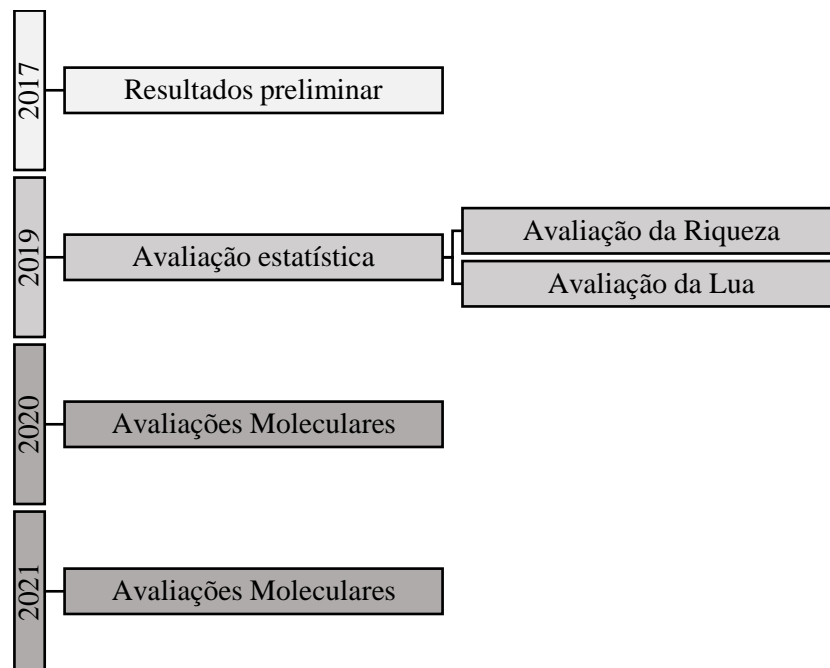 2017
Resultados preliminar
2019
Avaliação estatística
Avaliação da Riqueza
Avaliação da Lua
2020
Avaliações Moleculares
2021
Avaliações Moleculares